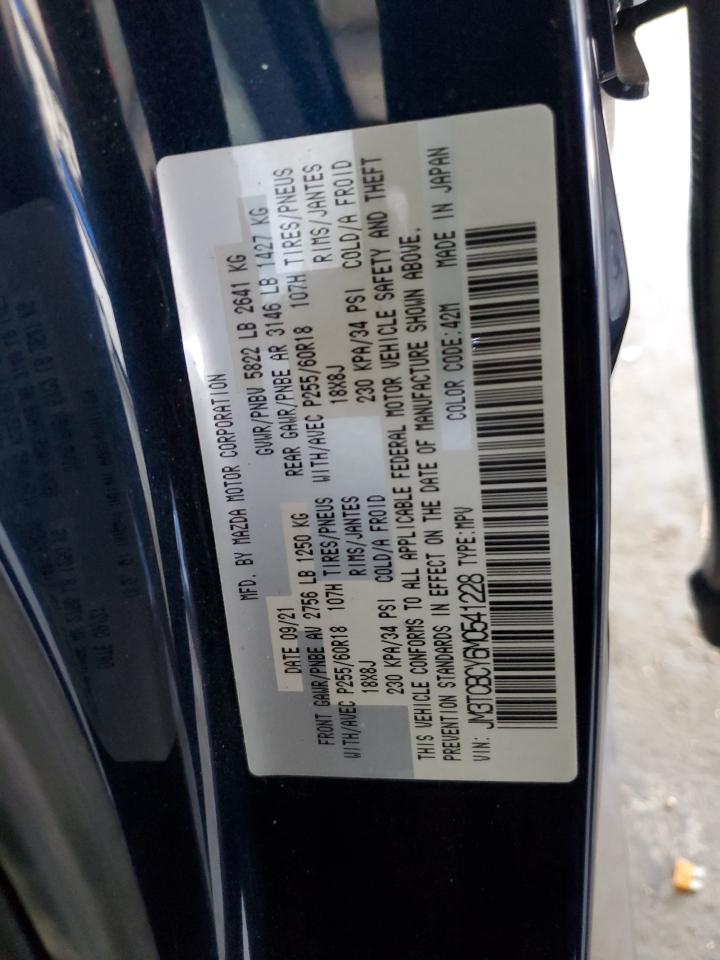 MFD. BY MAZDA MOTOR CORPORATION
DATE 09/21 GVWR/PNBV 5822 LB 2641 KG
FRONT GAWR/PNBE AV 2756 LB 1250 KG REAR GAWR/PNBE AR 3146 LB 1427 KG
WITH/AVEC P255/60R18 107H TIRES/PNEUS WITH/AVEC P255/60R18 107H TIRES/PNEUS
18X8J RIMS/JANTES 18X8J RIMS/JANTES
230 KPA/34 PSI COLD/A FROID 230 KPA/34 PSI COLD/A FROID
THIS VEHICLE CONFORMS TO ALL APPLICABLE FEDERAL MOTOR VEHICLE SAFETY AND THEFT
PREVENTION STANDARDS IN EFFECT ON THE DATE OF MANUFACTURE SHOWN ABOVE.
VIN: JM3TCBCY6N0541228 TYPE:MPV COLOR CODE:42M MADE IN JAPAN